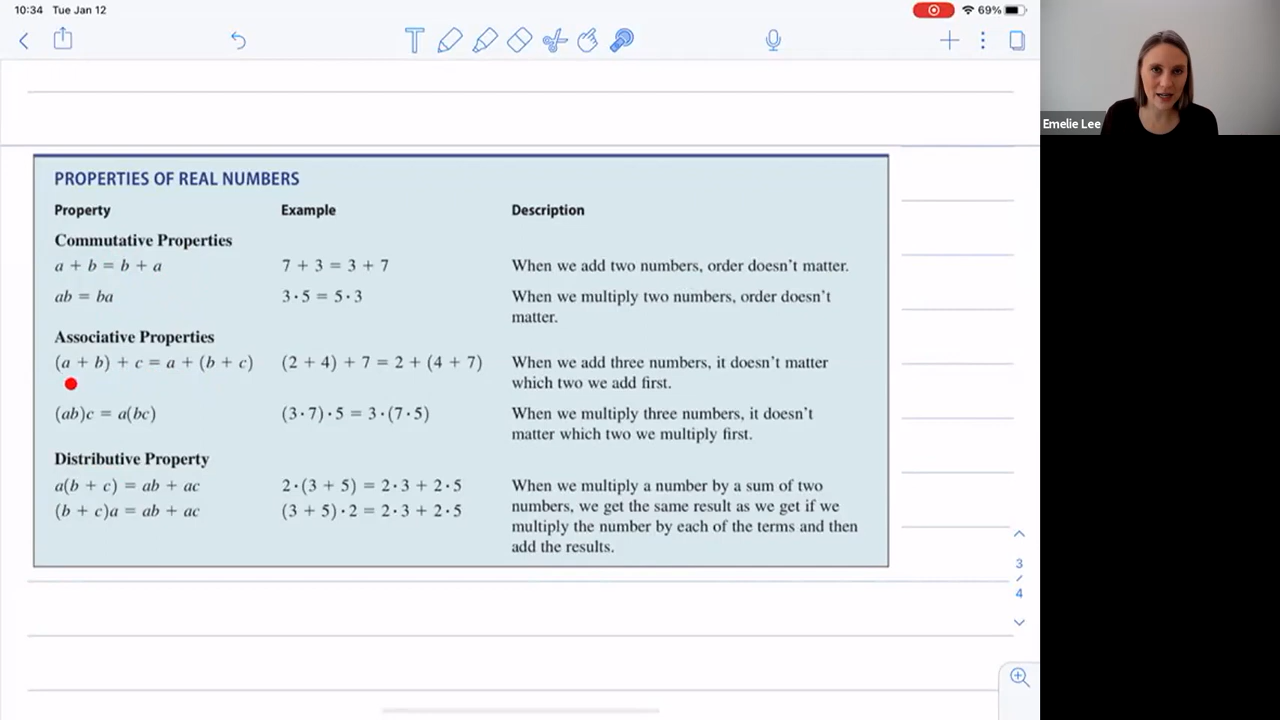 10:34 Tue Jan 12
69%
Emelie Lee
PROPERTIES OF REAL NUMBERS
Property Example Description
Commutative Properties
a + b = b + a 7 + 3 = 3 + 7 When we add two numbers, order doesn't matter.
ab = ba 3 · 5 = 5 · 3 When we multiply two numbers, order doesn't
matter.
Associative Properties
(a + b) + c = a + (b + c) (2 + 4) + 7 = 2 + (4 + 7) When we add three numbers, it doesn't matter
which two we add first.
(ab)c = a(bc) (3 · 7) · 5 = 3 · (7 · 5) When we multiply three numbers, it doesn't
matter which two we multiply first.
Distributive Property
a(b + c) = ab + ac 2 · (3 + 5) = 2 · 3 + 2 · 5 When we multiply a number by a sum of two
(b + c)a = ab + ac (3 + 5) · 2 = 2 · 3 + 2 · 5 numbers, we get the same result as we get if we
multiply the number by each of the terms and then
add the results.
3
/
4